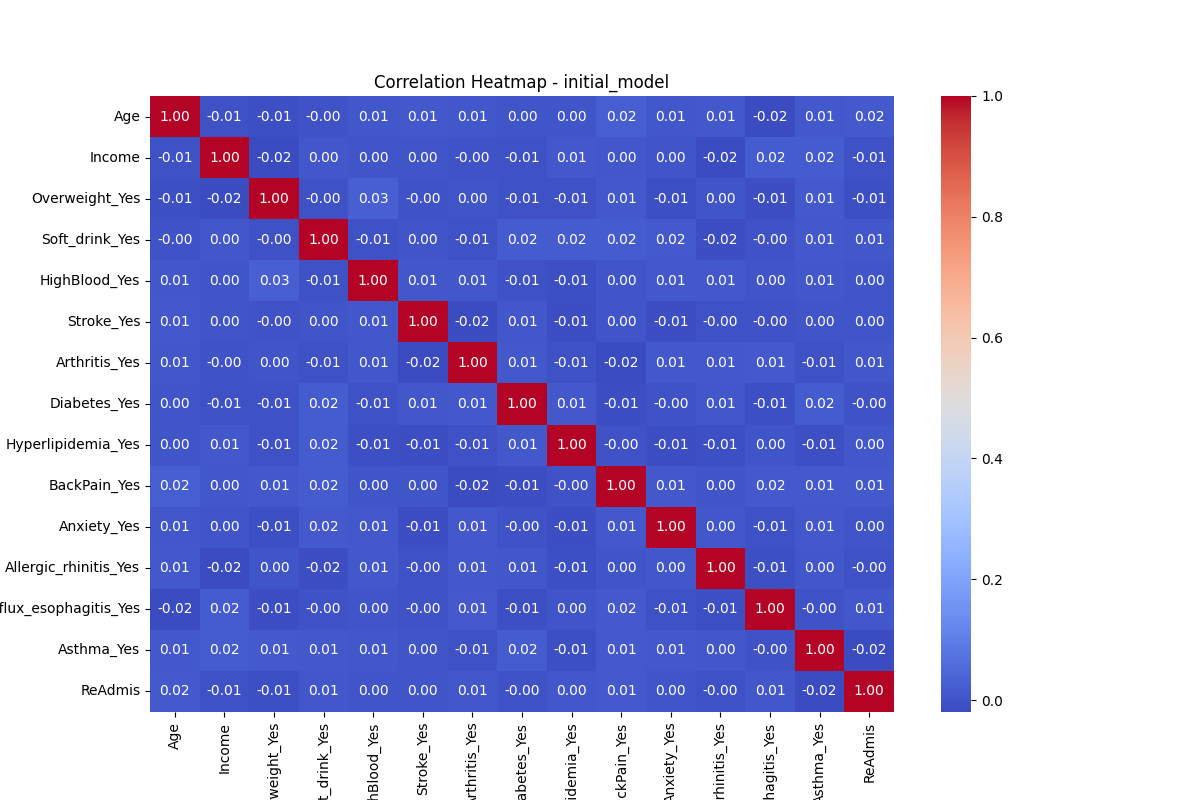 Correlation Heatmap - initial_model
Age 1.00 -0.01 -0.01 -0.00 0.01 0.01 0.01 0.00 0.00 0.02 0.01 0.01 -0.02 0.01 0.02
Income -0.01 1.00 -0.02 0.00 0.00 0.00 -0.00 -0.01 0.01 0.00 0.00 -0.02 0.02 0.02 -0.01
Overweight_Yes -0.01 -0.02 1.00 -0.00 0.03 -0.00 0.00 -0.01 -0.01 0.01 -0.01 0.00 -0.01 0.01 -0.01
Soft_drink_Yes -0.00 0.00 -0.00 1.00 -0.01 0.00 -0.01 0.02 0.02 0.02 0.02 -0.02 -0.00 0.01 0.01
HighBlood_Yes 0.01 0.00 0.03 -0.01 1.00 0.01 0.01 -0.01 -0.01 0.00 0.01 0.01 0.00 0.01 0.00
Stroke_Yes 0.01 0.00 -0.00 0.00 0.01 1.00 -0.02 0.01 -0.01 0.00 -0.01 -0.00 -0.00 0.00 0.00
Arthritis_Yes 0.01 -0.00 0.00 -0.01 0.01 -0.02 1.00 0.01 -0.01 -0.02 0.01 0.01 0.01 -0.01 0.01
Diabetes_Yes 0.00 -0.01 -0.01 0.02 -0.01 0.01 0.01 1.00 0.01 -0.01 -0.00 0.01 -0.01 0.02 -0.00
Hyperlipidemia_Yes 0.00 0.01 -0.01 0.02 -0.01 -0.01 -0.01 0.01 1.00 -0.00 -0.01 -0.01 0.00 -0.01 0.00
BackPain_Yes 0.02 0.00 0.01 0.02 0.00 0.00 -0.02 -0.01 -0.00 1.00 0.01 0.00 0.02 0.01 0.01
Anxiety_Yes 0.01 0.00 -0.01 0.02 0.01 -0.01 0.01 -0.00 -0.01 0.01 1.00 0.00 -0.01 0.01 0.00
Allergic_rhinitis_Yes 0.01 -0.02 0.00 -0.02 0.01 -0.00 0.01 0.01 -0.01 0.00 0.00 1.00 -0.01 0.00 -0.00
flux_esophagitis_Yes -0.02 0.02 -0.01 -0.00 0.00 -0.00 0.01 -0.01 0.00 0.02 -0.01 -0.01 1.00 -0.00 0.01
Asthma_Yes 0.01 0.02 0.01 0.01 0.01 0.00 -0.01 0.02 -0.01 0.01 0.01 0.00 -0.00 1.00 -0.02
ReAdmis 0.02 -0.01 -0.01 0.01 0.00 0.00 0.01 -0.00 0.00 0.01 0.00 -0.00 0.01 -0.02 1.00
Age
Income
weight_Yes
t_drink_Yes
hBlood_Yes
Stroke_Yes
rthritis_Yes
abetes_Yes
idemia_Yes
ckPain_Yes
Anxiety_Yes
rhinitis_Yes
hagitis_Yes
Asthma_Yes
ReAdmis
1.0
0.8
0.6
0.4
0.2
0.0